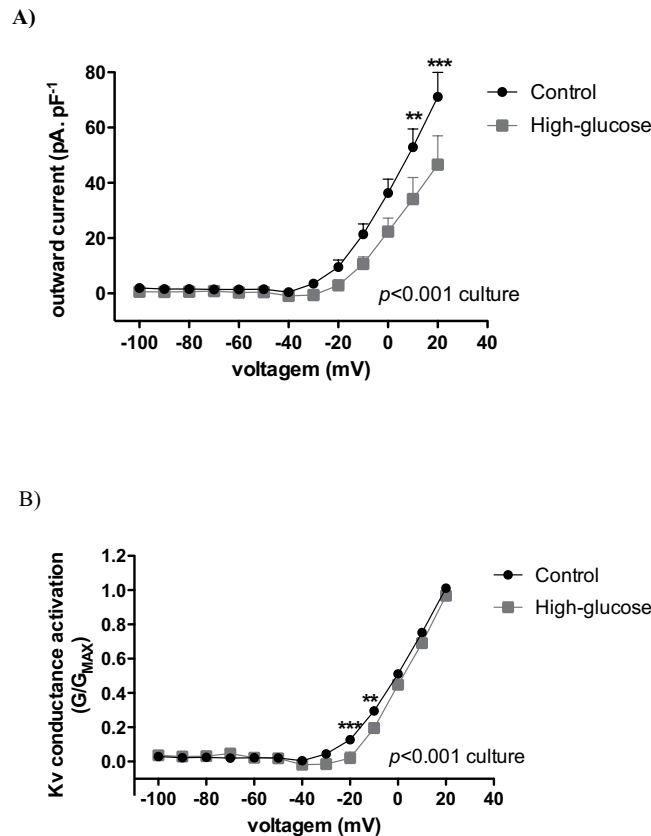 A)
80
60
40
20
0
outward current (pA. pF-1)
***
**
Control
High-glucose
p<0.001 culture
-100 -80 -60 -40 -20 0 20 40
voltagem (mV)
B)
1.2
1.0
0.8
0.6
0.4
0.2
0.0
Kv conductance activation
(G/GMAX)
Control
High-glucose
**
***
p<0.001 culture
-100 -80 -60 -40 -20 0 20 40
voltagem (mV)